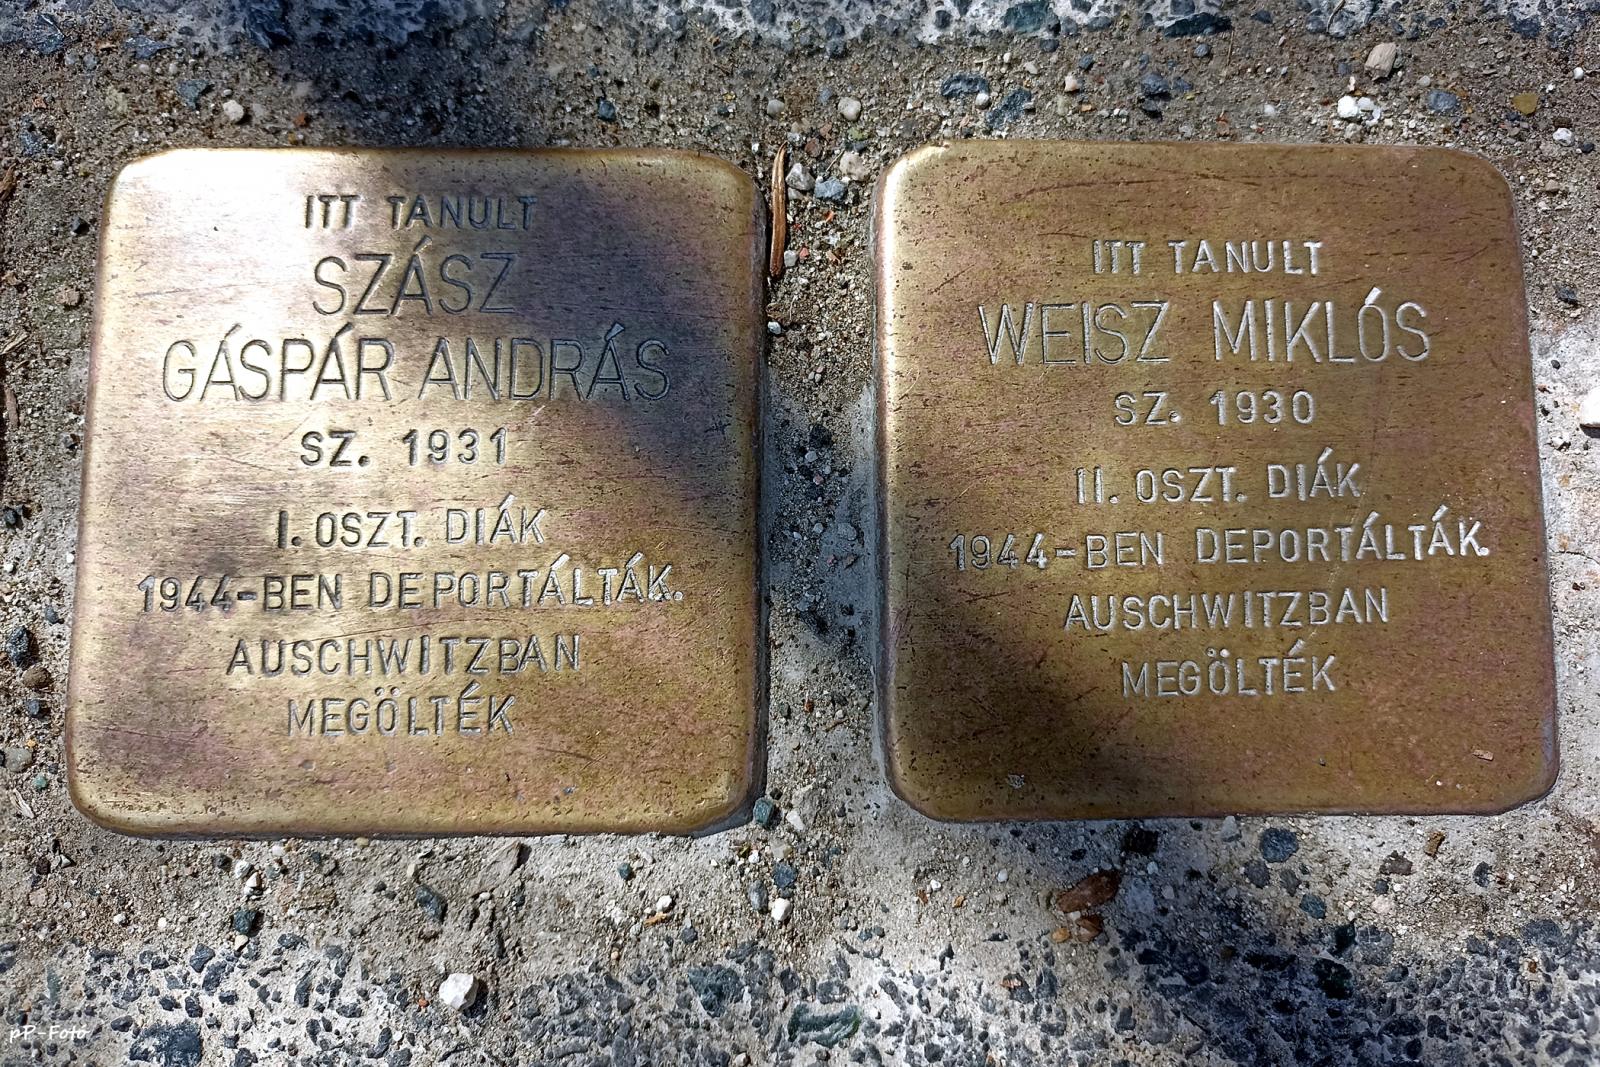 ITT TANULT
SZÁSZ
GÁSPÁR ANDRÁS
SZ. 1931
I. OSZT. DIÁK
1944-BEN DEPORTÁLTÁK.
AUSCHWITZBAN
MEGÖLTÉK
ITT TANULT
WEISZ MIKLÓS
SZ. 1930
II. OSZT. DIÁK
1944-BEN DEPORTÁLTÁK.
AUSCHWITZBAN
MEGÖLTÉK
pP-Fotó